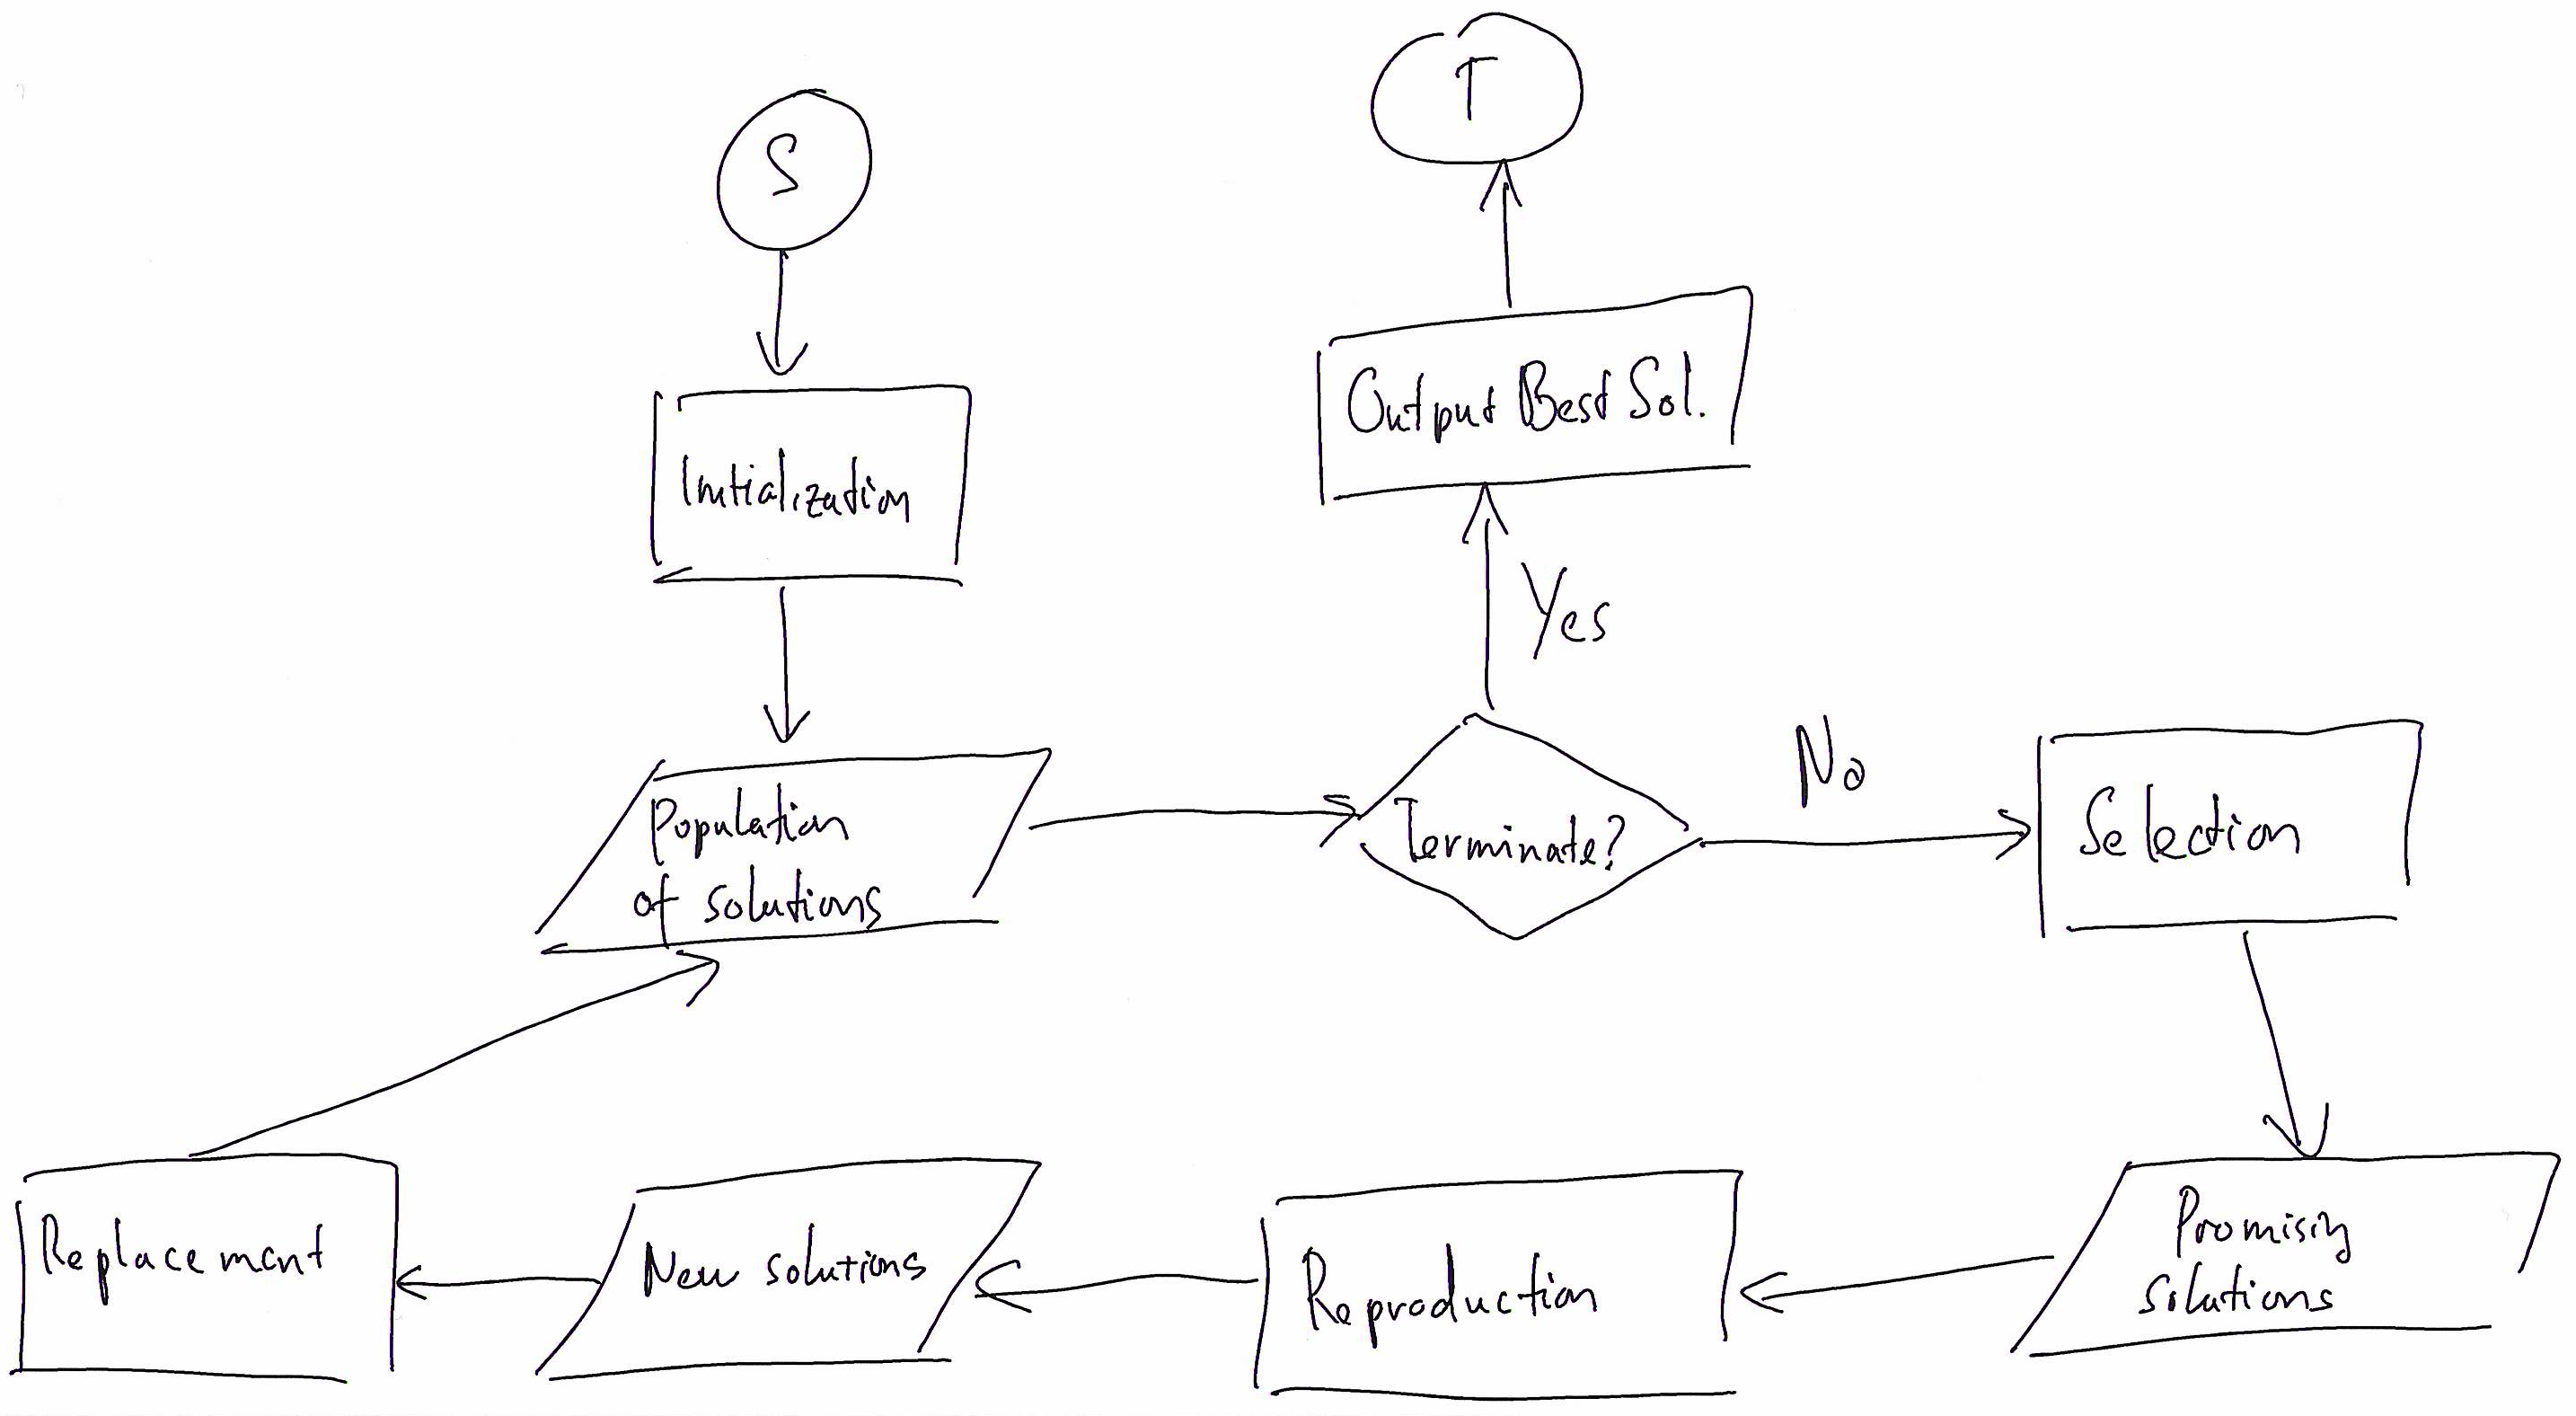 S
T
Initialization
Output Best Sol.
Yes
Population
of solutions
Terminate?
No
Selection
Replacement
New solutions
Reproduction
Promising
solutions